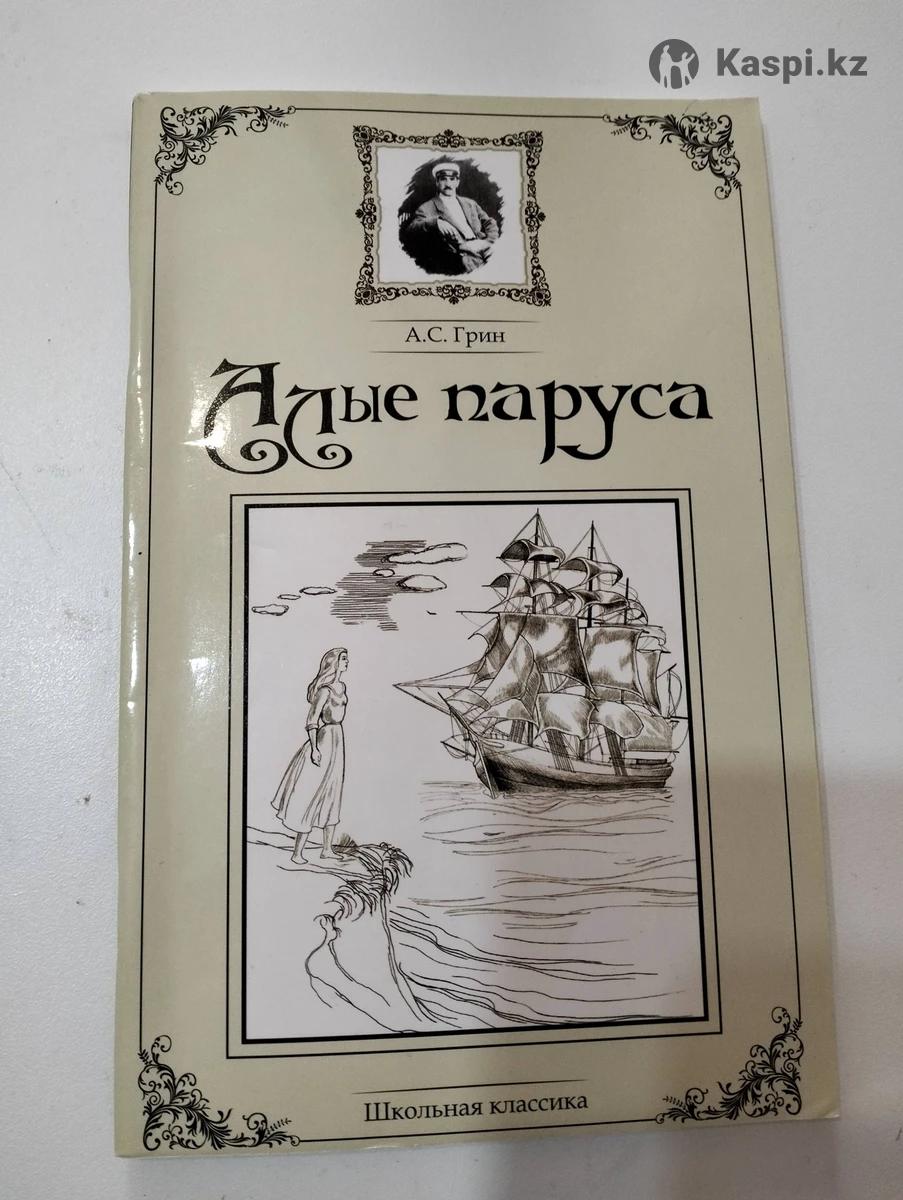 Kaspi.kz
А.С. Грин
Алые паруса
Школьная классика